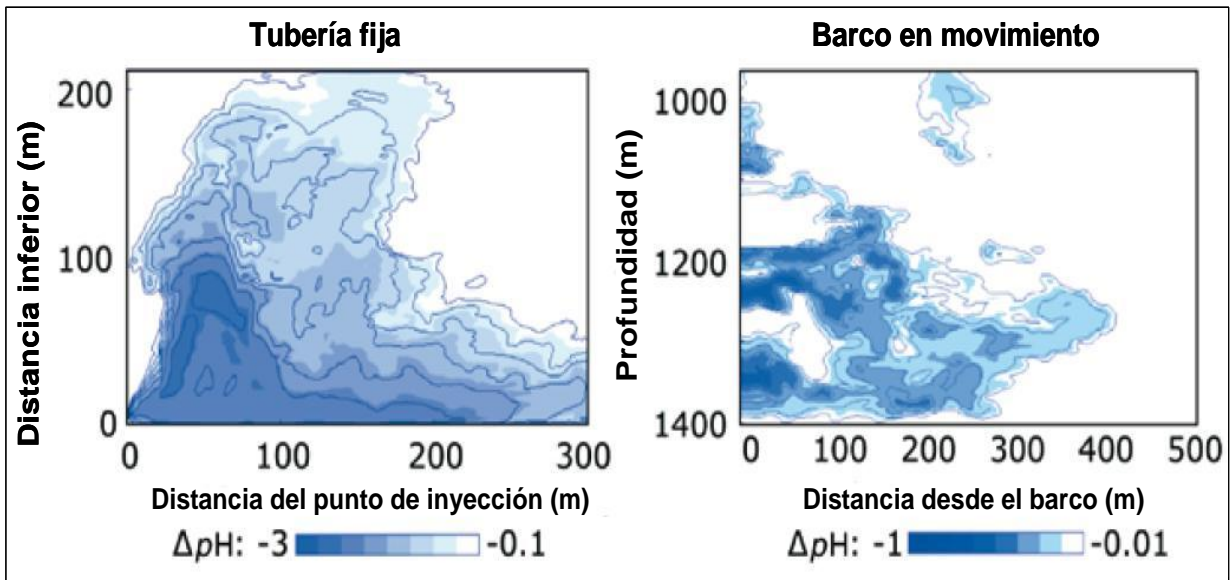 Tubería fija
Distancia inferior (m)
200
100
0
0 100 200 300
Distancia del punto de inyección (m)
ΔpH: -3 -0.1
Barco en movimiento
Profundidad (m)
1000
1200
1400
0 100 200 300 400 500
Distancia desde el barco (m)
ΔpH: -1 -0.01